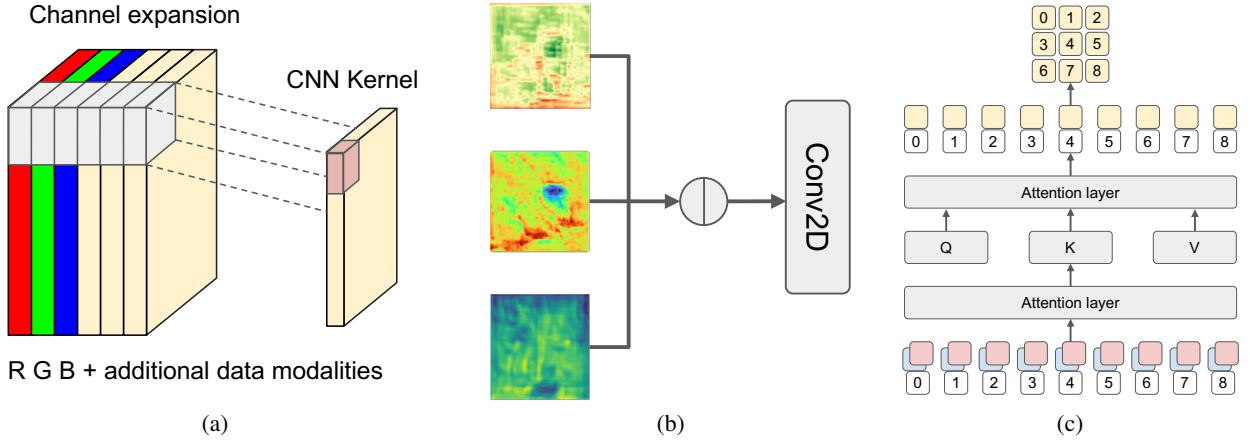 Channel expansion
CNN Kernel
R G B + additional data modalities
(a)
Conv2D
(b)
0 1 2
3 4 5
6 7 8
0 1 2 3 4 5 6 7 8
Attention layer
Q K V
Attention layer
0 1 2 3 4 5 6 7 8
(c)